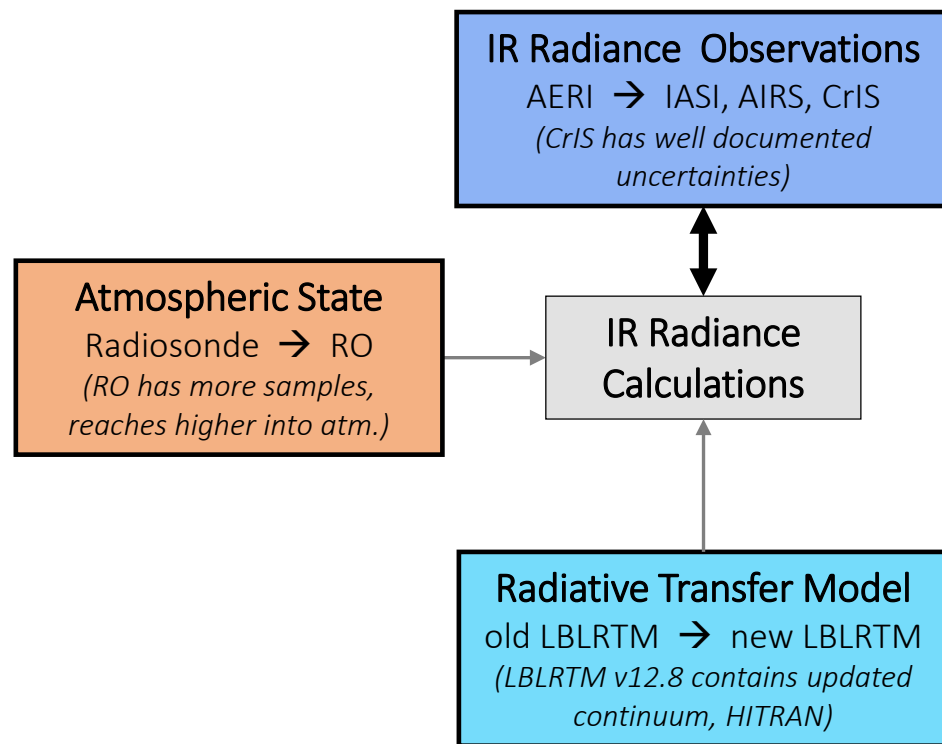 IR Radiance Observations
AERI → IASI, AIRS, CrIS
(CrIS has well documented
uncertainties)
Atmospheric State
Radiosonde → RO
(RO has more samples,
reaches higher into atm.)
IR Radiance
Calculations
Radiative Transfer Model
old LBLRTM → new LBLRTM
(LBLRTM v12.8 contains updated
continuum, HITRAN)